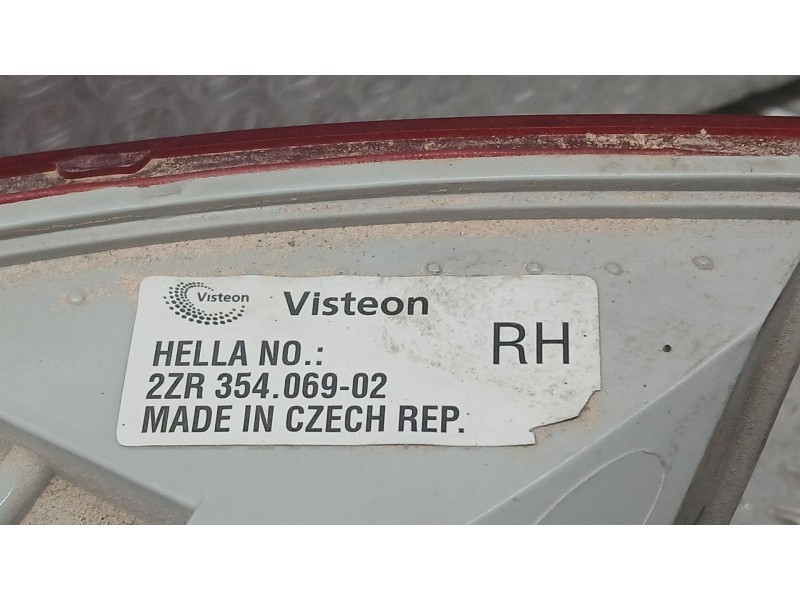 Visteon Visteon
RH
HELLA NO.:
2ZR 354.069-02
MADE IN CZECH REP.